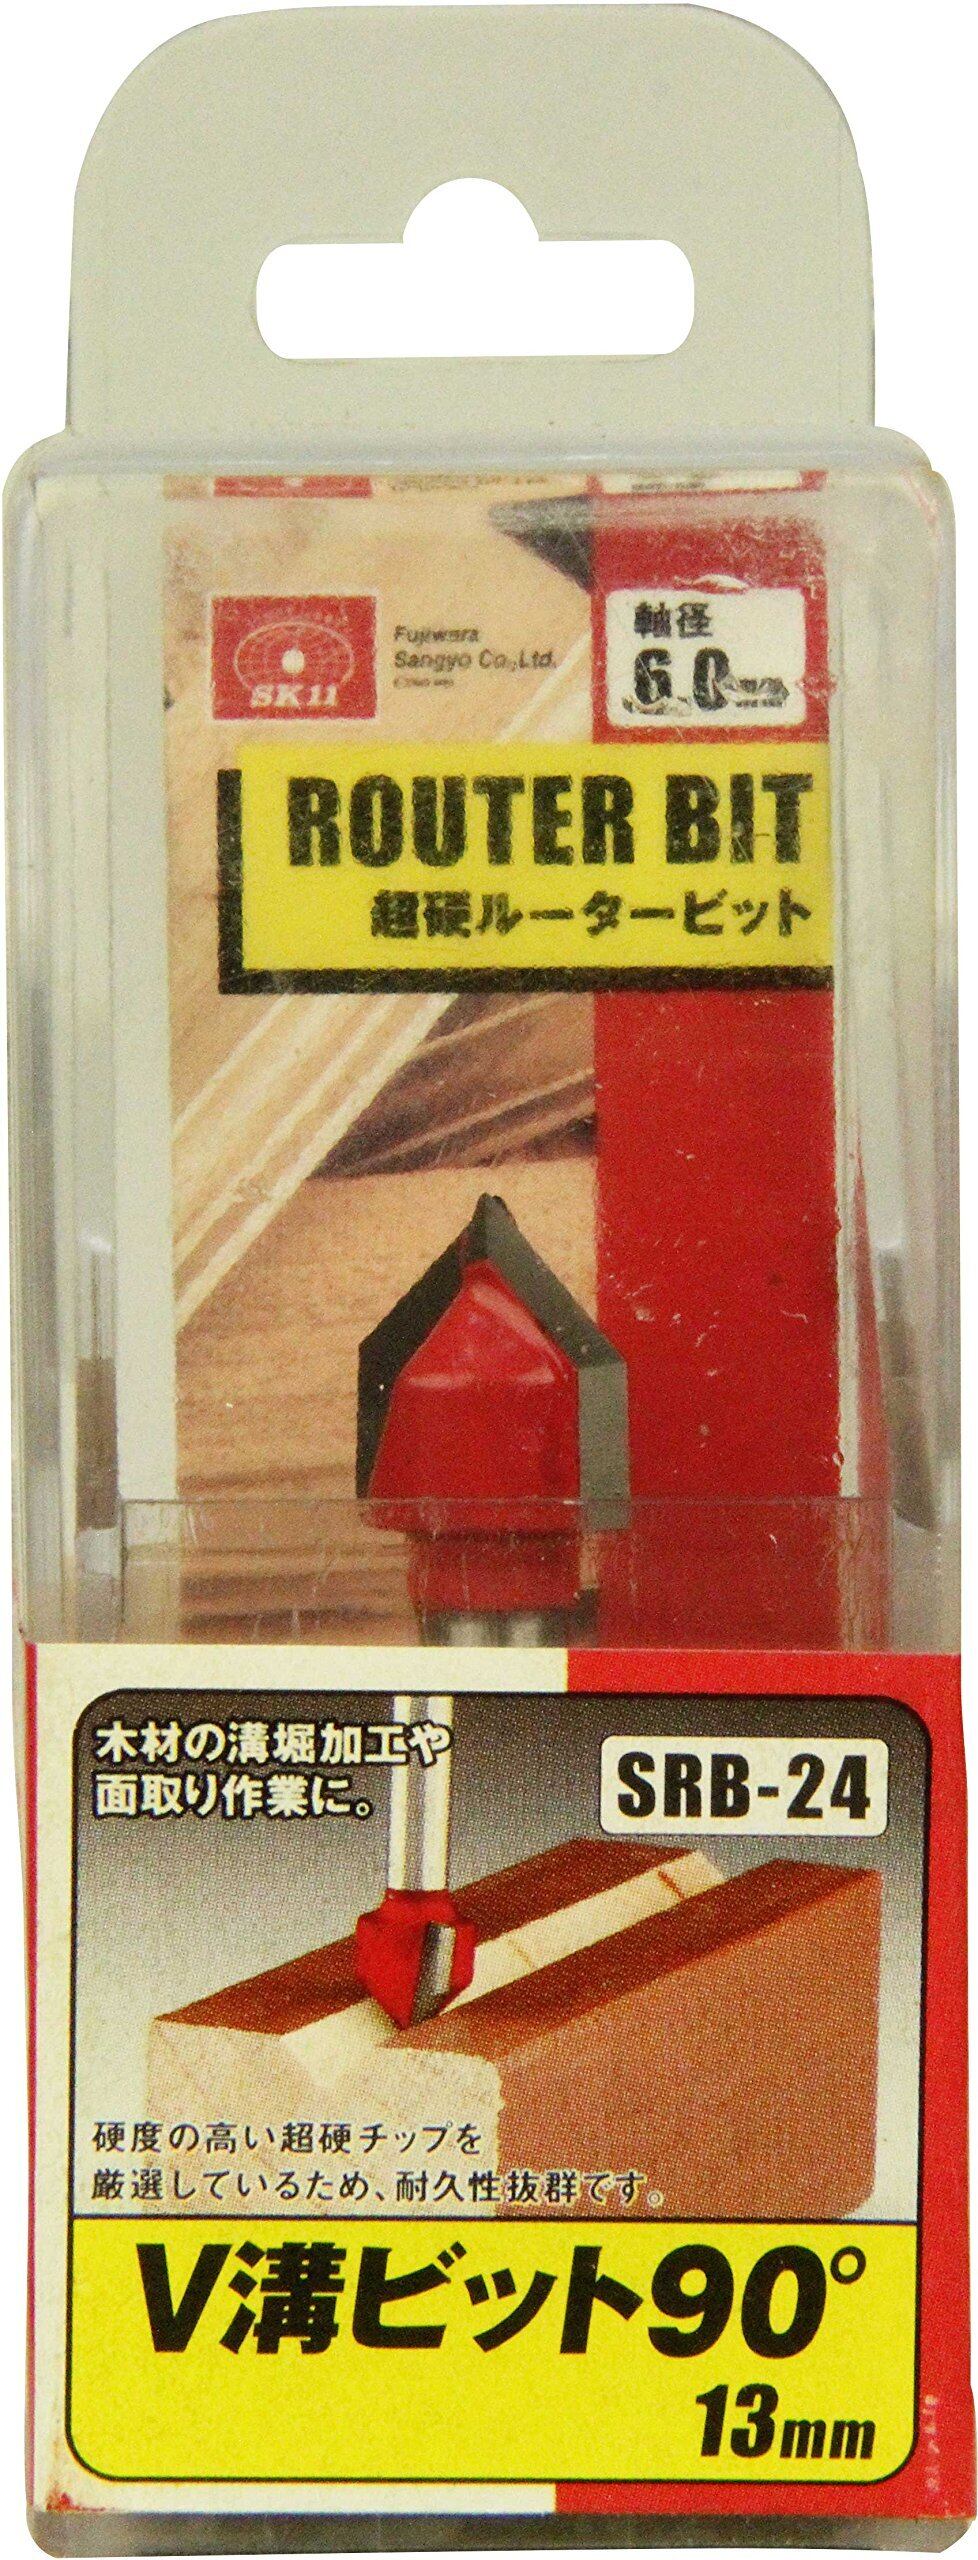 SK11
Fujiwara
Sangyo Co.,Ltd.
軸径
6.0mm
ROUTER BIT
超硬ルータービット
木材の溝堀加工や
面取り作業に。
SRB-24
硬度の高い超硬チップを
厳選しているため、耐久性抜群です。
V溝ビット90°
13mm